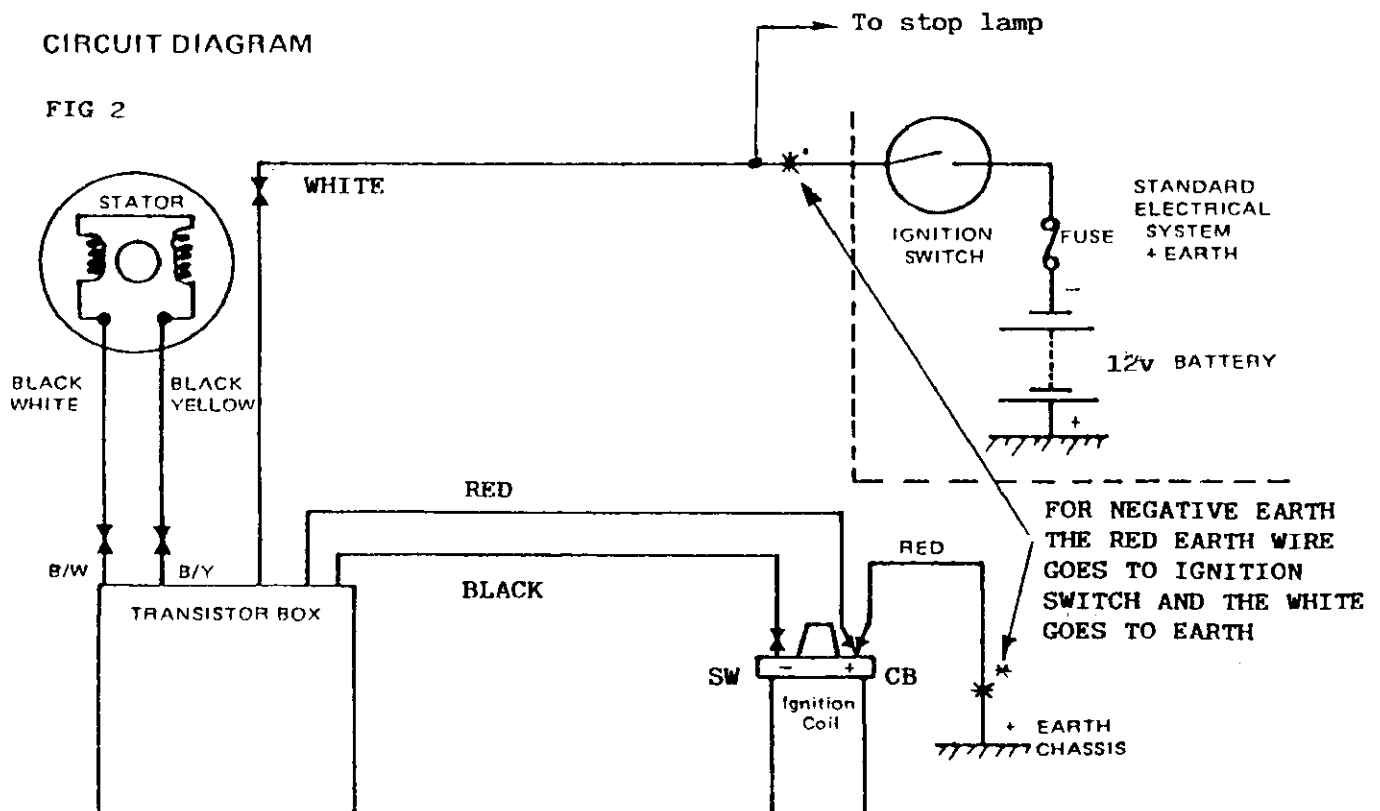 To stop lamp
CIRCUIT DIAGRAM
FIG 2
WHITE
STATOR
IGNITION
SWITCH
FUSE
STANDARD
ELECTRICAL
SYSTEM
+ EARTH
-
12v BATTERY
+
BLACK
WHITE
BLACK
YELLOW
RED
BLACK
B/W
B/Y
TRANSISTOR BOX
RED
FOR NEGATIVE EARTH
THE RED EARTH WIRE
GOES TO IGNITION
SWITCH AND THE WHITE
GOES TO EARTH
SW
- +
CB
Ignition
Coil
+ EARTH
CHASSIS